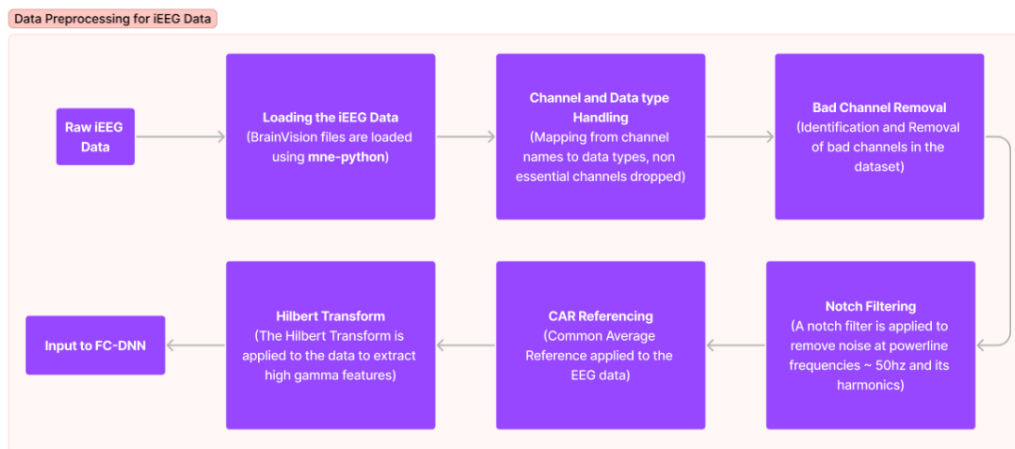 Data Preprocessing for iEEG Data
Raw iEEG
Data
Loading the iEEG Data
(BrainVision files are loaded
using mne-python)
Channel and Data type
Handling
(Mapping from channel
names to data types, non
essential channels dropped)
Bad Channel Removal
(Identification and Removal
of bad channels in the
dataset)
Notch Filtering
(A notch filter is applied to
remove noise at powerline
frequencies ~ 50hz and its
harmonics)
CAR Referencing
(Common Average
Reference applied to the
EEG data)
Hilbert Transform
(The Hilbert Transform is
applied to the data to extract
high gamma features)
Input to FC-DNN